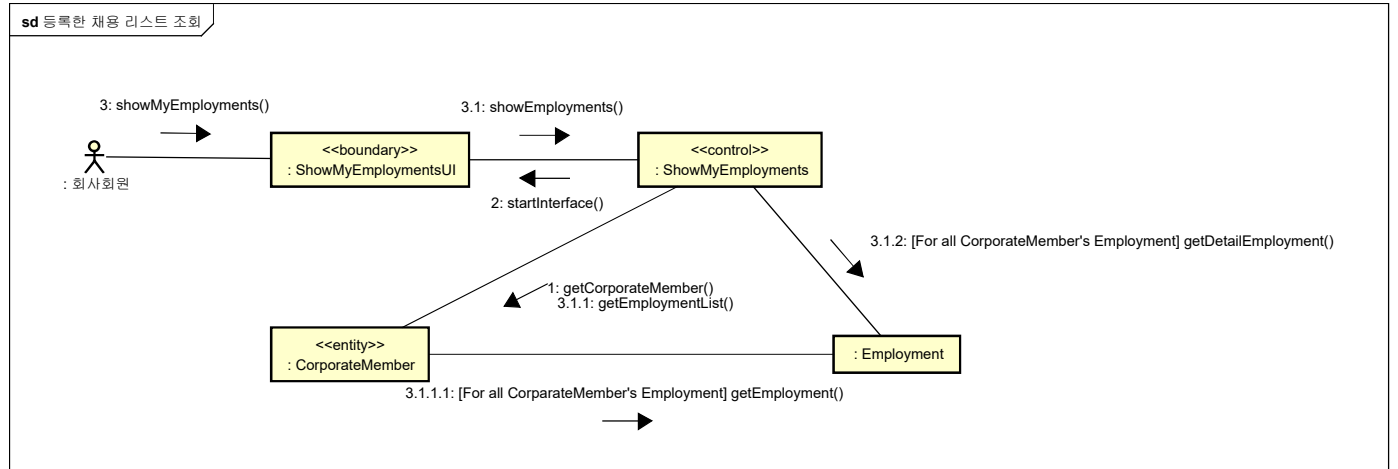 sd 등록한 채용 리스트 조회
3: showMyEmployments()
3.1: showEmployments()
<<boundary>>
: ShowMyEmploymentsUI
<<control>>
: ShowMyEmployments
: 회사회원
2: startInterface()
3.1.2: [For all CorporateMember's Employment] getDetailEmployment()
1: getCorporateMember()
3.1.1: getEmploymentList()
<<entity>>
: CorporateMember
: Employment
3.1.1.1: [For all CorparateMember's Employment] getEmployment()